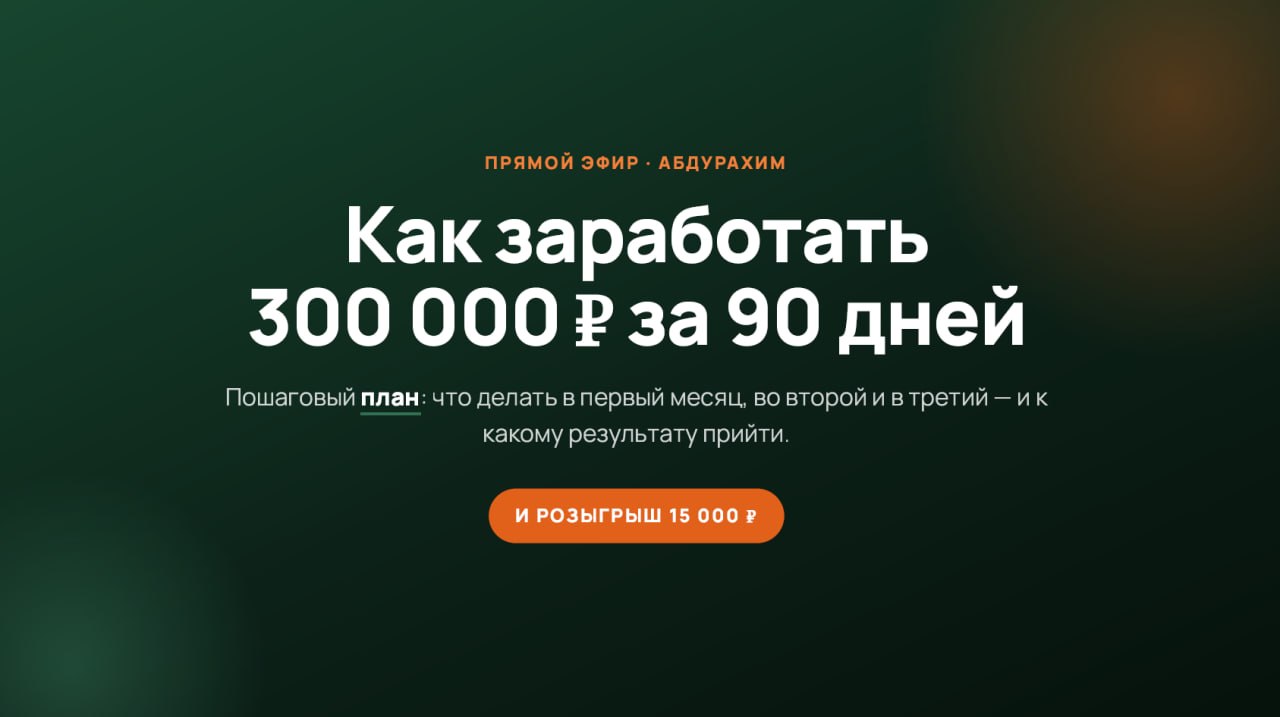 ПРЯМОЙ ЭФИР · АБДУРАХИМ
Как заработать
300 000 ₽ за 90 дней
Пошаговый план: что делать в первый месяц, во второй и в третий — и к
какому результату прийти.
И РОЗЫГРЫШ 15 000 ₽